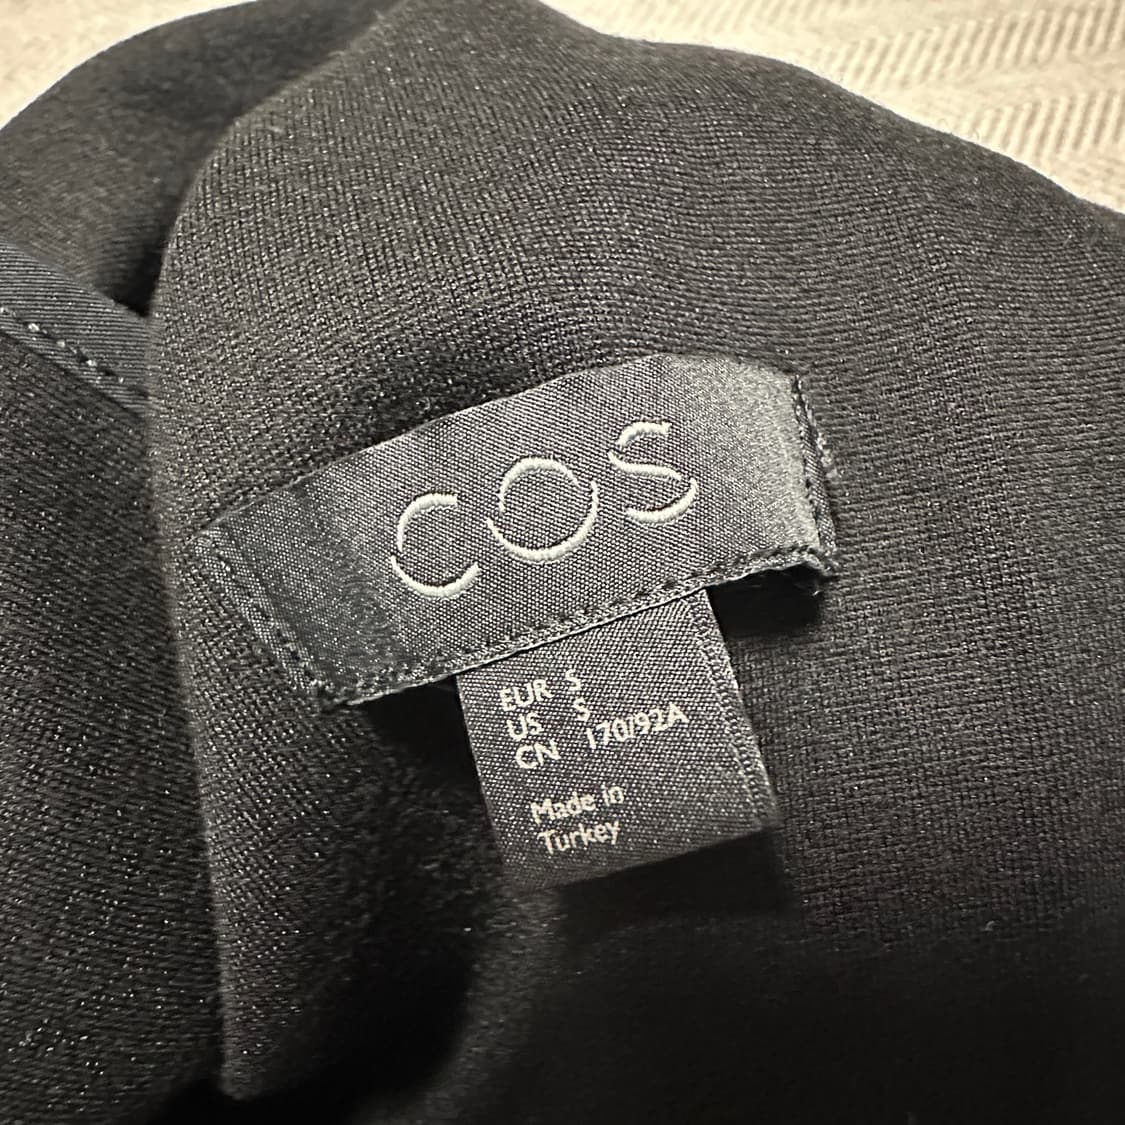 COS
EUR S
US S
CN 170/92A
Made in
Turkey